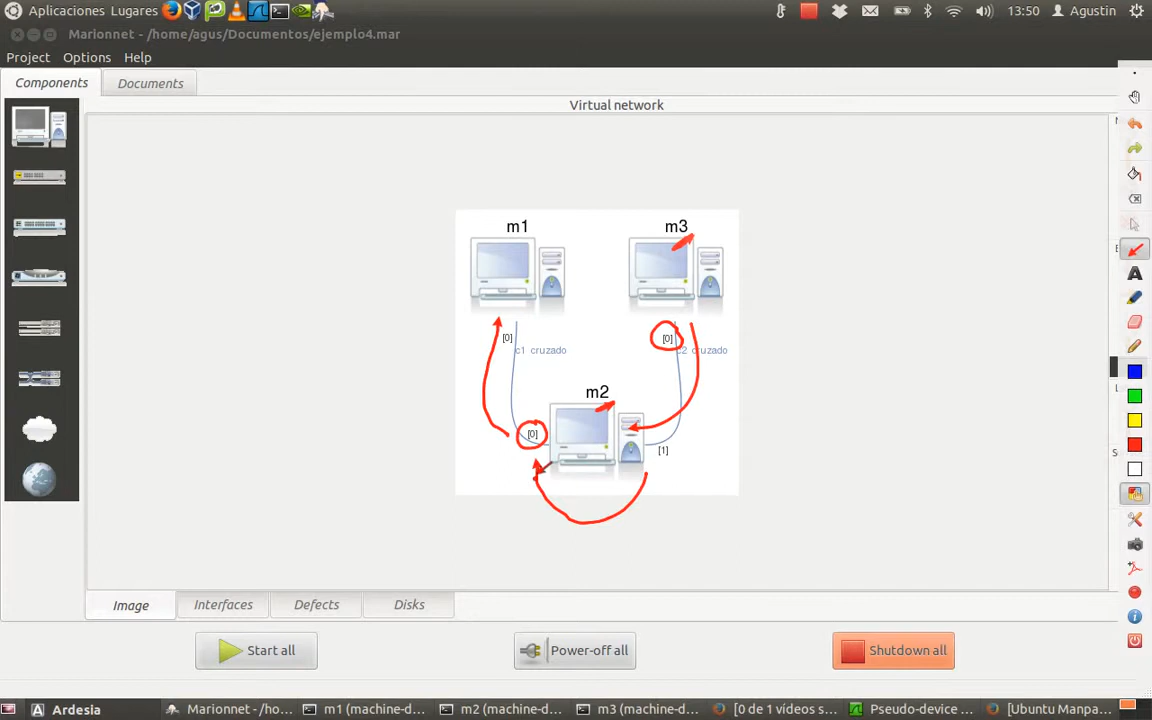 Aplicaciones Lugares 13:50 Agustin
Marionnet - /home/agus/Documentos/ejemplo4.mar
Project Options Help
Components Documents
Virtual network
m1 m3
[0] [0]
c1 cruzado c2 cruzado
m2
[0] [1]
Image Interfaces Defects Disks
Start all Power-off all Shutdown all
Ardesia Marionnet - /ho... m1 (machine-d... m2 (machine-d... m3 (machine-d... [0 de 1 vídeos s... Pseudo-device ... [Ubuntu Manpa...